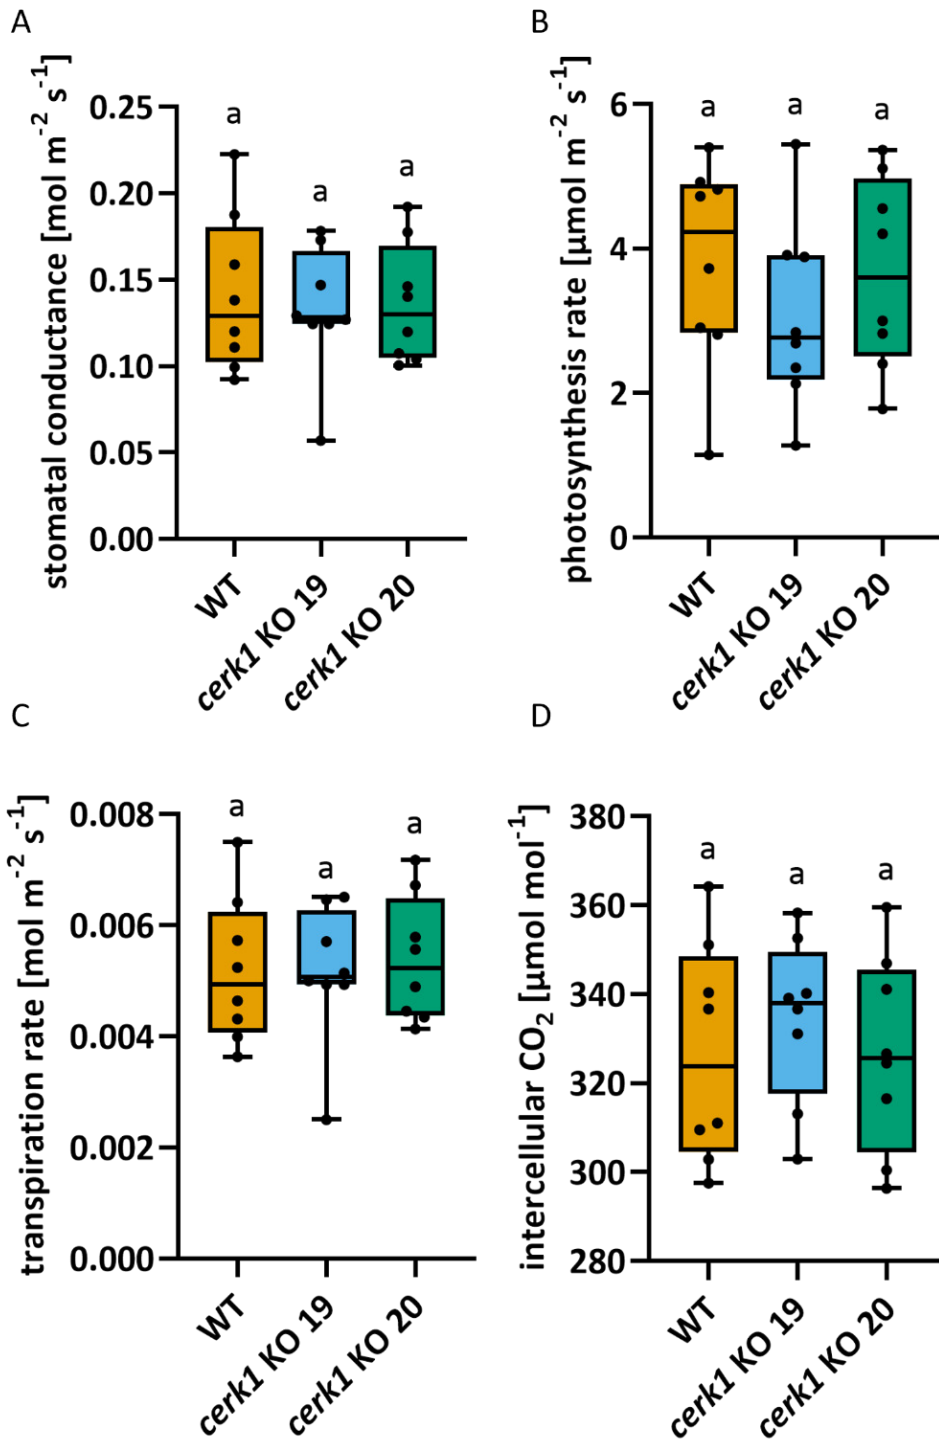 A
stomatal conductance [mol m⁻² s⁻¹]
0.25
0.20
0.15
0.10
0.05
0.00
a
a
a
WT
cerk1 KO 19
cerk1 KO 20
B
photosynthesis rate [µmol m⁻² s⁻¹]
6
4
2
0
a
a
a
WT
cerk1 KO 19
cerk1 KO 20
C
transpiration rate [mol m⁻² s⁻¹]
0.008
0.006
0.004
0.002
0.000
a
a
a
WT
cerk1 KO 19
cerk1 KO 20
D
intercellular CO₂ [µmol mol⁻¹]
380
360
340
320
300
280
a
a
a
WT
cerk1 KO 19
cerk1 KO 20